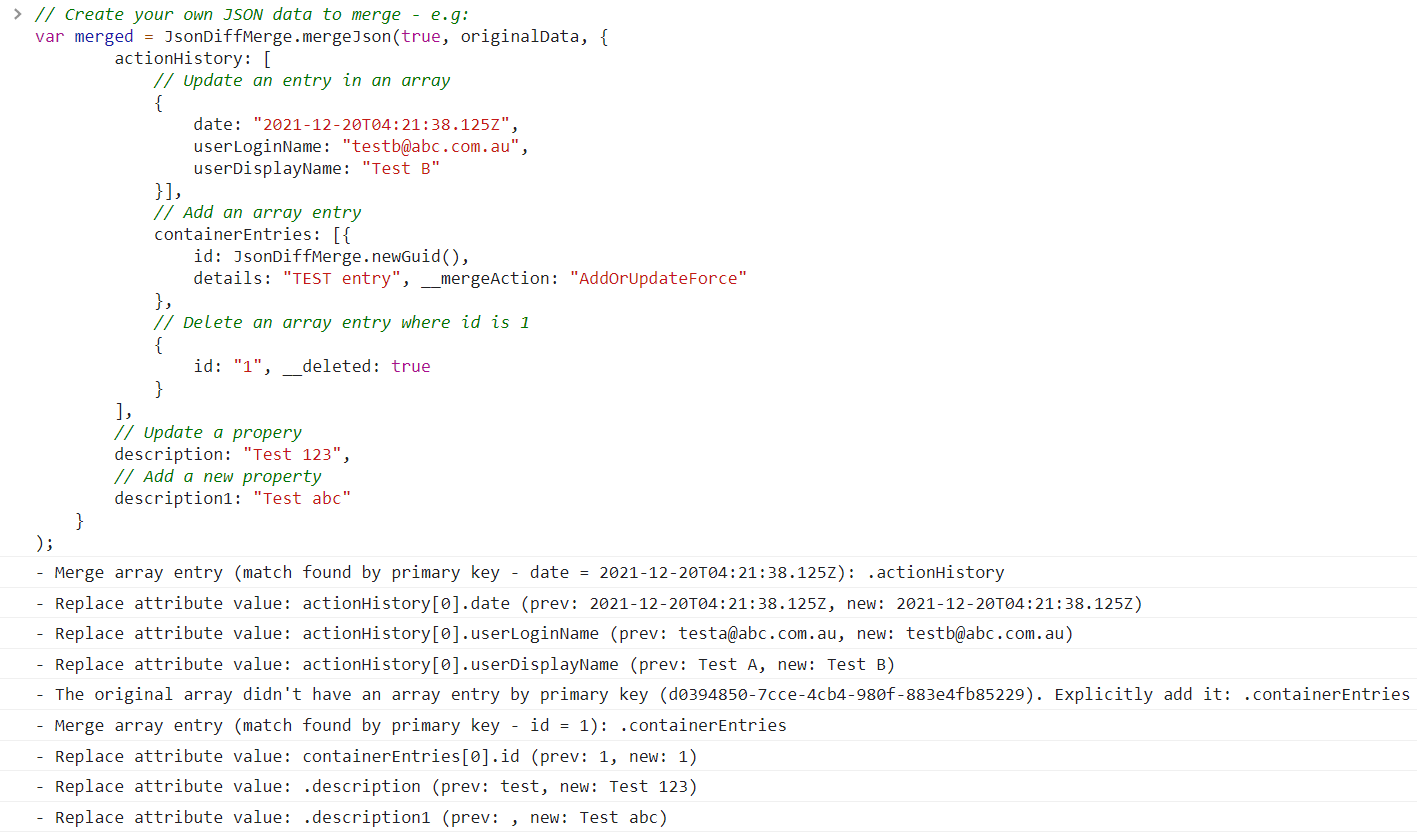 > // Create your own JSON data to merge - e.g:
var merged = JsonDiffMerge.mergeJson(true, originalData, {
        actionHistory: [
            // Update an entry in an array
            {
                date: "2021-12-20T04:21:38.125Z",
                userLoginName: "testb@abc.com.au",
                userDisplayName: "Test B"
            }],
            // Add an array entry
            containerEntries: [{
                id: JsonDiffMerge.newGuid(),
                details: "TEST entry", __mergeAction: "AddOrUpdateForce"
            },
            // Delete an array entry where id is 1
            {
                id: "1", __deleted: true
            }
        ],
        // Update a propery
        description: "Test 123",
        // Add a new property
        description1: "Test abc"
    }
);
- Merge array entry (match found by primary key - date = 2021-12-20T04:21:38.125Z): .actionHistory
- Replace attribute value: actionHistory[0].date (prev: 2021-12-20T04:21:38.125Z, new: 2021-12-20T04:21:38.125Z)
- Replace attribute value: actionHistory[0].userLoginName (prev: testa@abc.com.au, new: testb@abc.com.au)
- Replace attribute value: actionHistory[0].userDisplayName (prev: Test A, new: Test B)
- The original array didn't have an array entry by primary key (d0394850-7cce-4cb4-980f-883e4fb85229). Explicitly add it: .containerEntries
- Merge array entry (match found by primary key - id = 1): .containerEntries
- Replace attribute value: containerEntries[0].id (prev: 1, new: 1)
- Replace attribute value: .description (prev: test, new: Test 123)
- Replace attribute value: .description1 (prev: , new: Test abc)